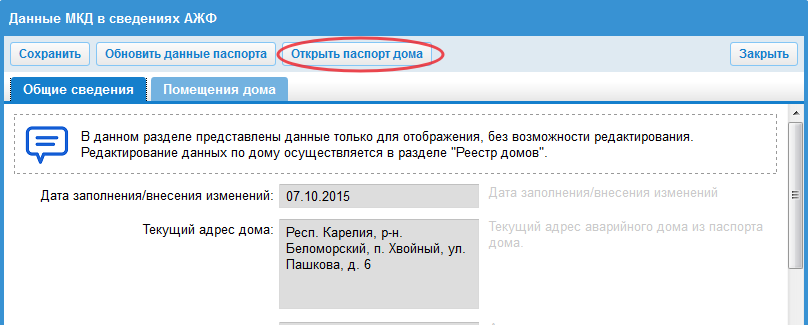 Данные МКД в сведениях АЖФ
Сохранить Обновить данные паспорта Открыть паспорт дома Закрыть
Общие сведения Помещения дома
В данном разделе представлены данные только для отображения, без возможности редактирования.
Редактирование данных по дому осуществляется в разделе "Реестр домов".
Дата заполнения/внесения изменений: 07.10.2015 Дата заполнения/внесения изменений
Текущий адрес дома: Респ. Карелия, р-н. Текущий адрес аварийного дома из паспорта
Беломорский, п. Хвойный, ул. дома.
Пашкова, д. 6